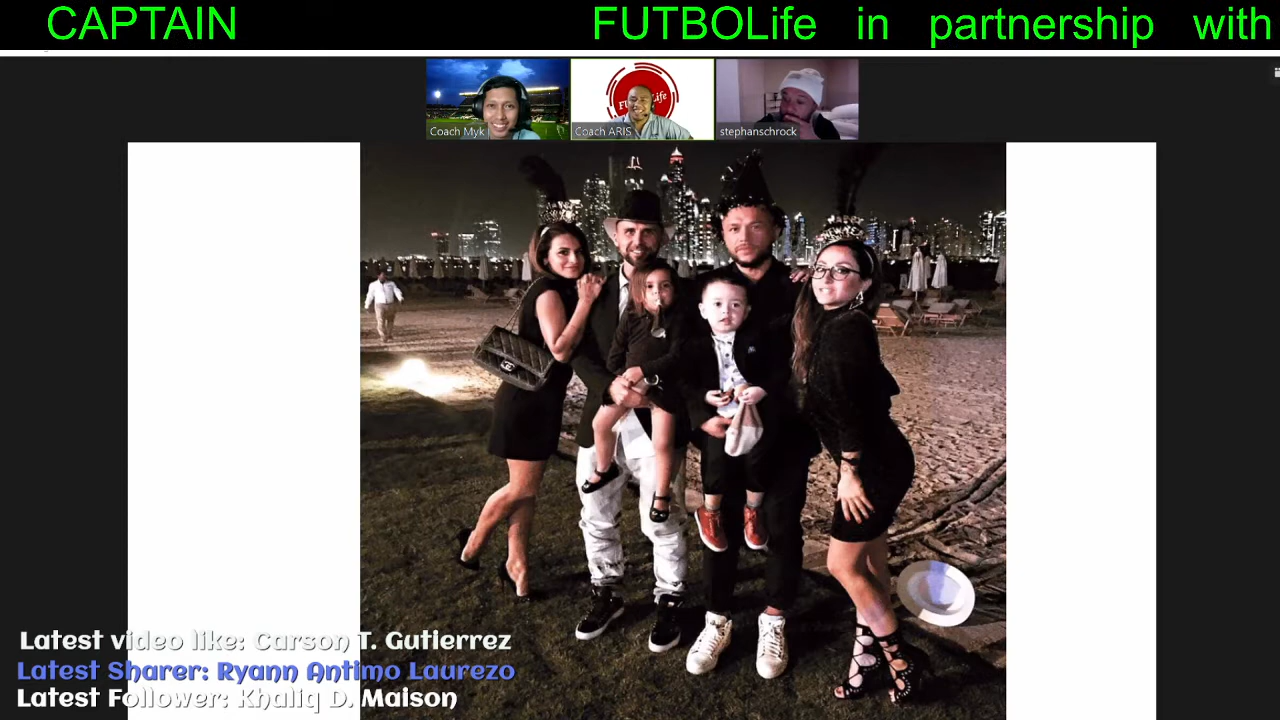 CAPTAIN FUTBOLife in partnership with
FUTBOLife
Coach Myk
Coach ARIS
stephanschrock
Latest video like: Carson T. Gutierrez
Latest Sharer: Ryann Antimo Laurezo
Latest Follower: Khaliq D. Maison